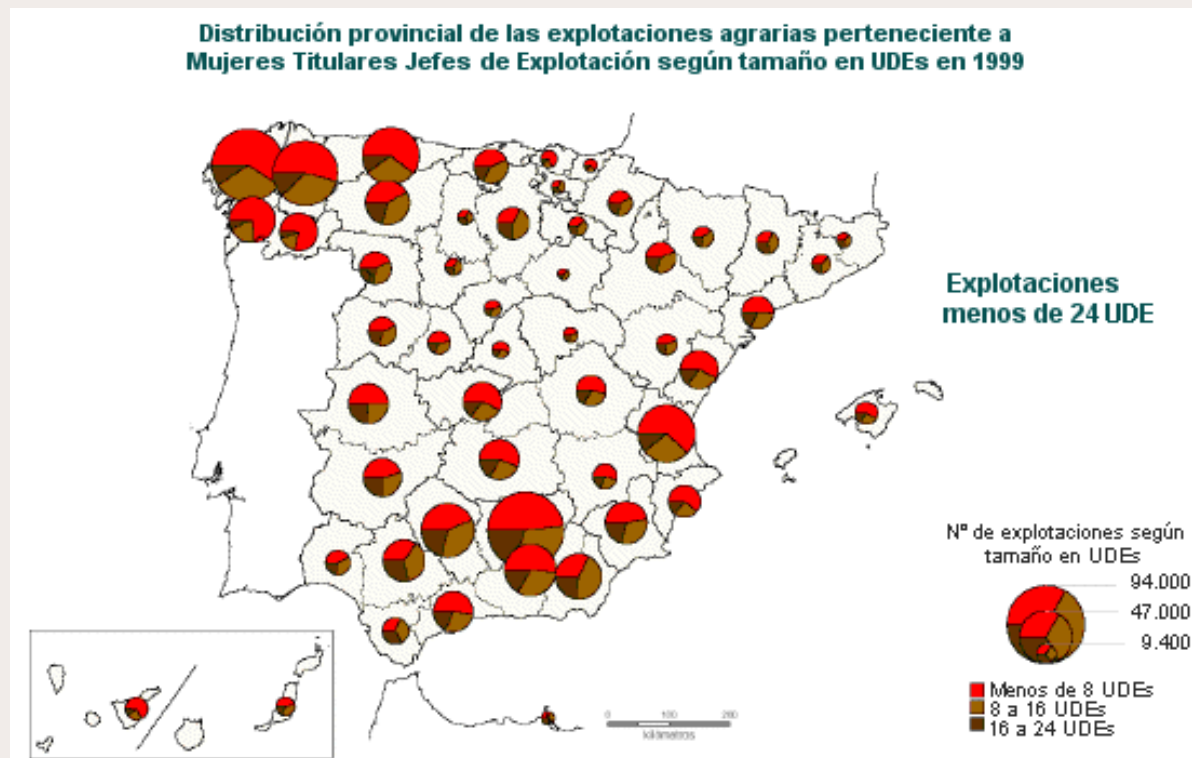 Distribución provincial de las explotaciones agrarias perteneciente a
Mujeres Titulares Jefes de Explotación según tamaño en UDEs en 1999
Explotaciones
menos de 24 UDE
Nº de explotaciones según
tamaño en UDEs
94.000
47.000
9.400
Menos de 8 UDEs
8 a 16 UDEs
16 a 24 UDEs
0 100 200
kilómetros